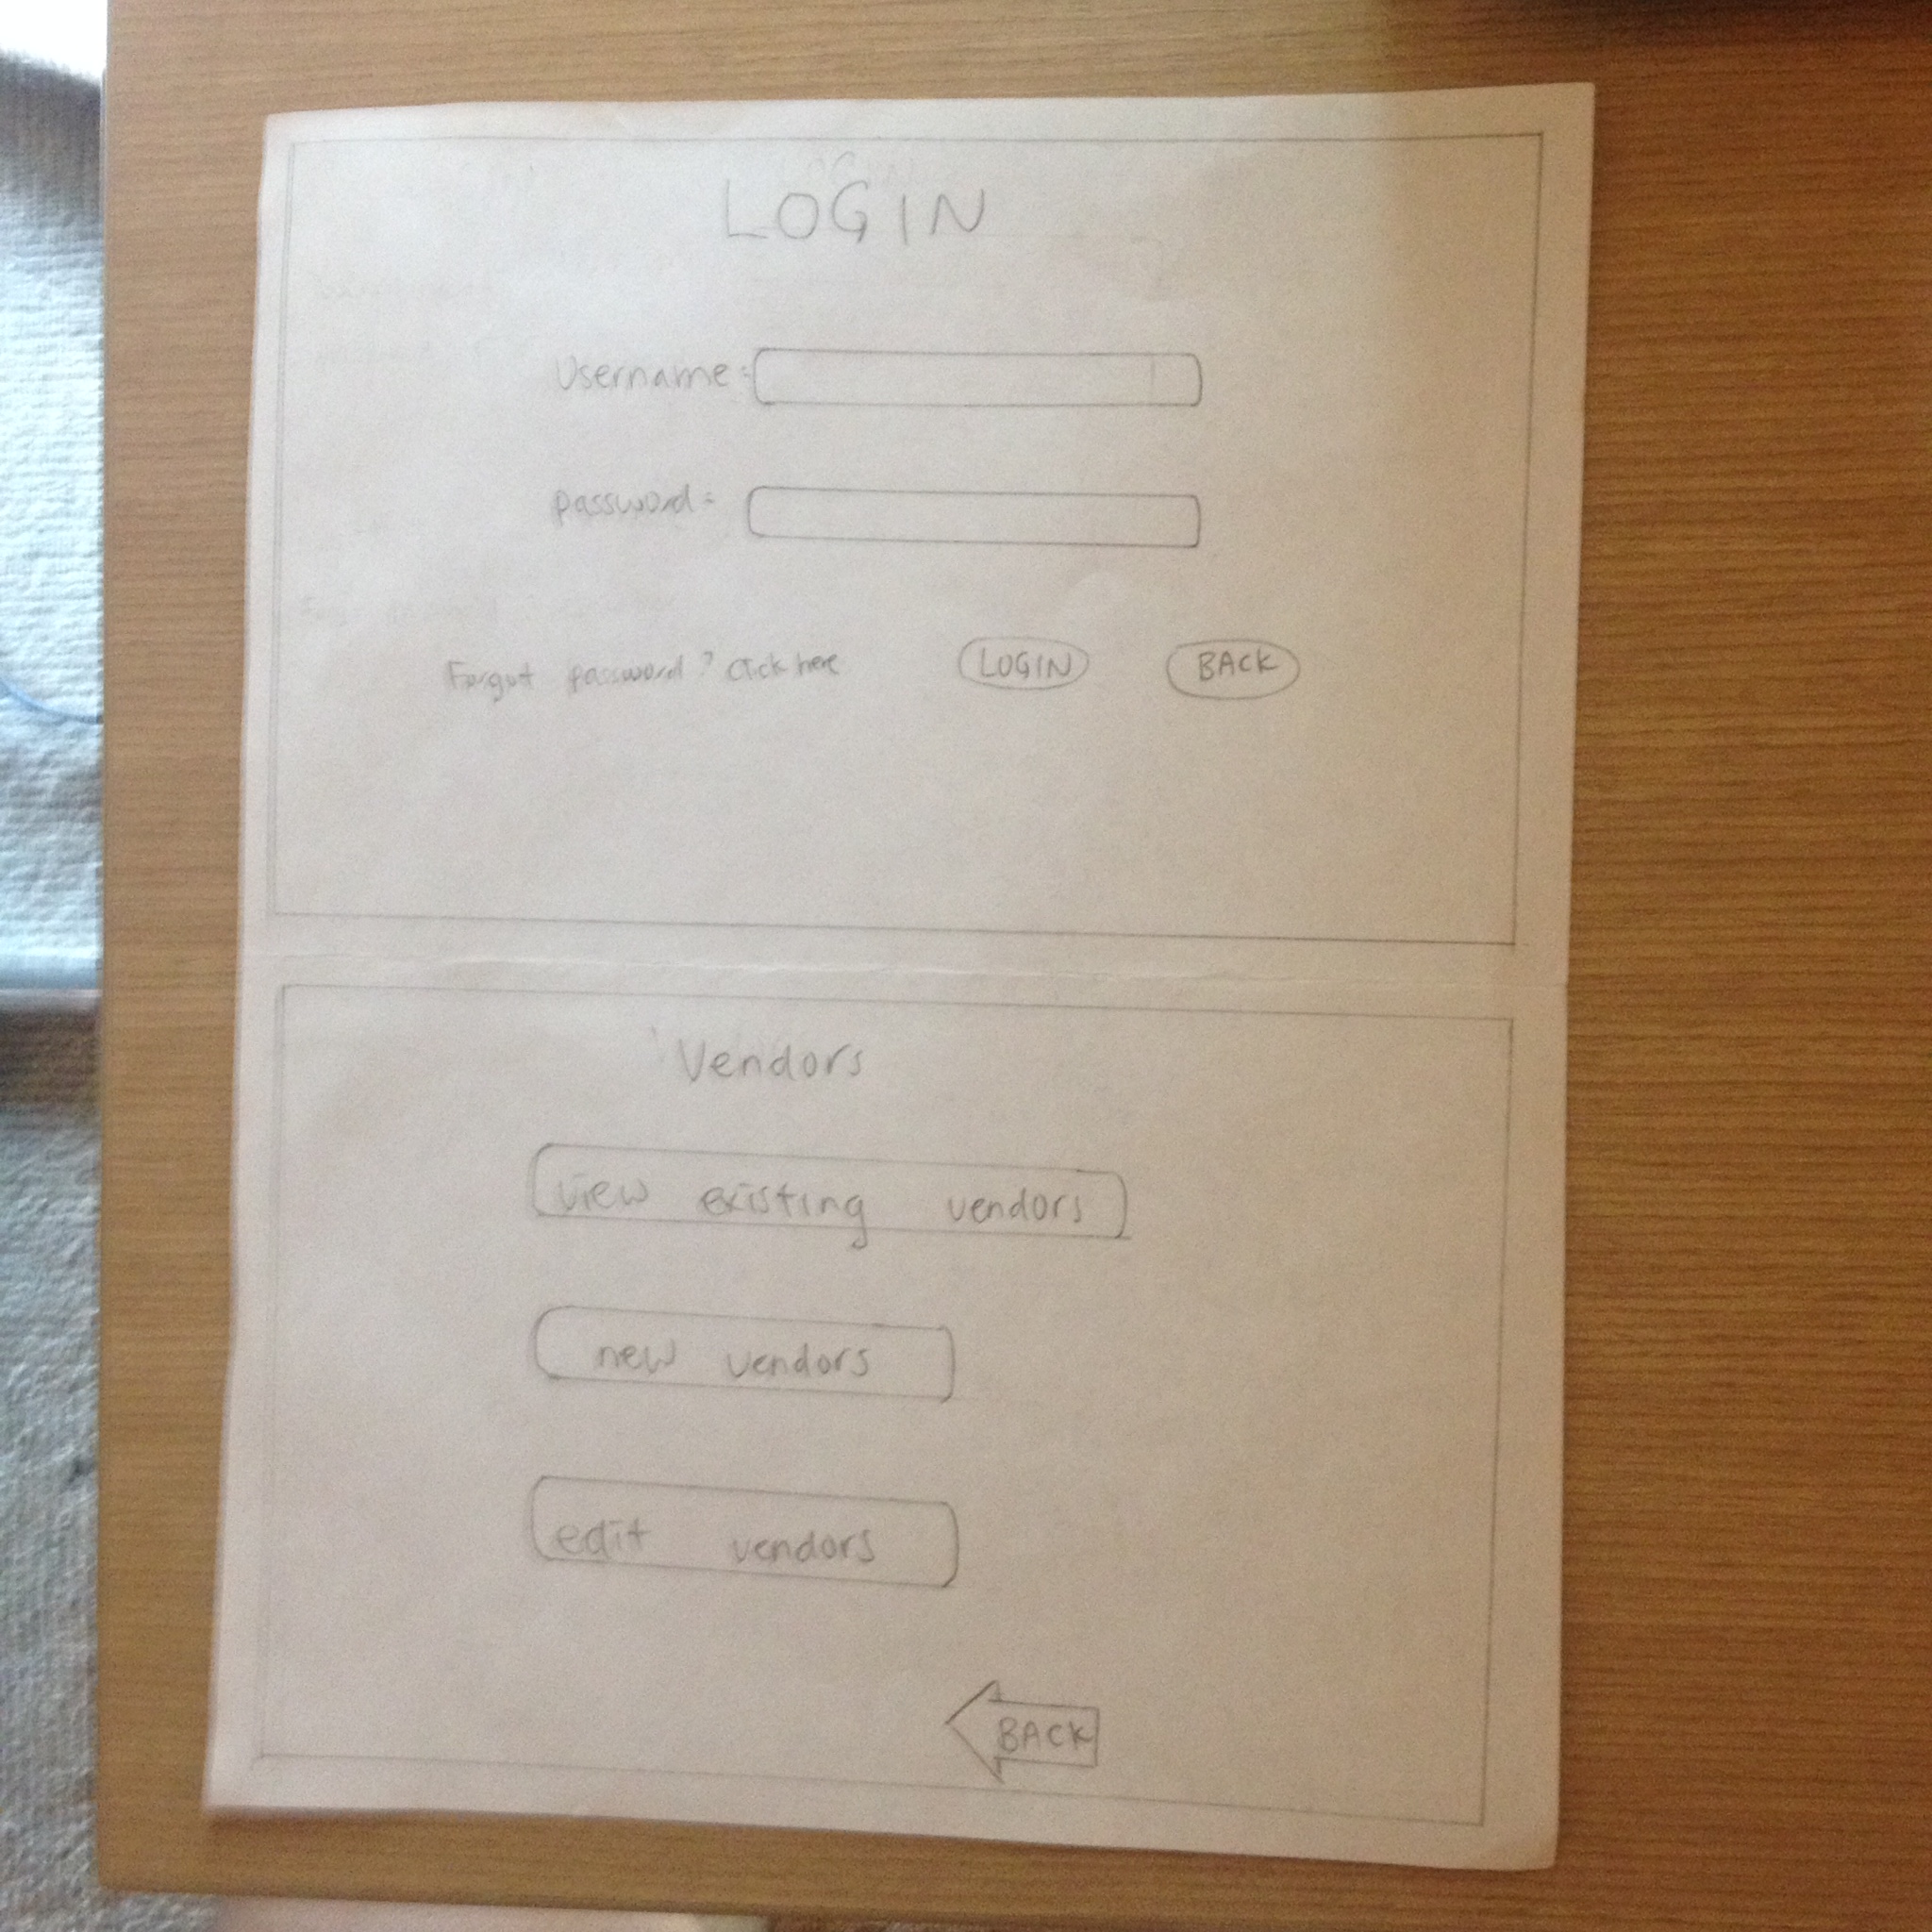 LOGIN
Username:
password:
Forgot password? Click here LOGIN BACK
Vendors
view existing vendors
new vendors
edit vendors
BACK